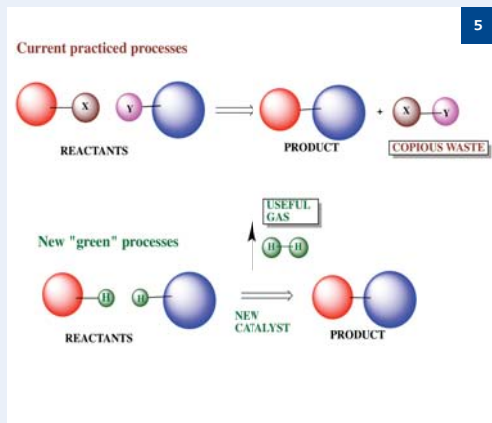 5
Current practiced processes
X Y + X Y
REACTANTS
PRODUCT
COPIOUS WASTE
USEFUL
GAS
H H
New "green" processes
H H
NEW
CATALYST
REACTANTS
PRODUCT